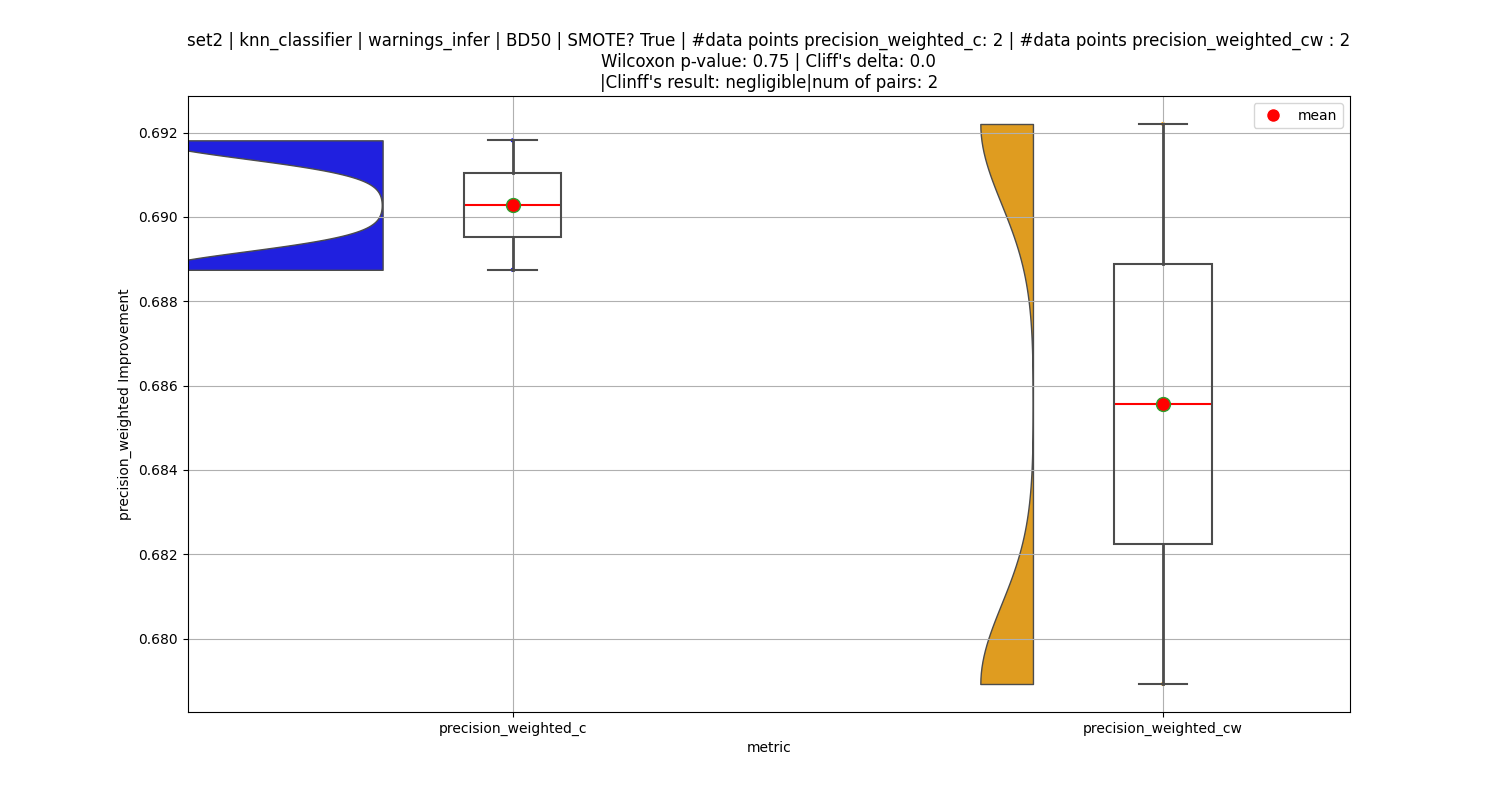 set2 | knn_classifier | warnings_infer | BD50 | SMOTE? True | #data points precision_weighted_c: 2 | #data points precision_weighted_cw : 2
Wilcoxon p-value: 0.75 | Cliff's delta: 0.0
|Clinff's result: negligible|num of pairs: 2
mean
0.692
0.690
0.688
0.686
0.684
0.682
0.680
precision_weighted Improvement
precision_weighted_c
precision_weighted_cw
metric